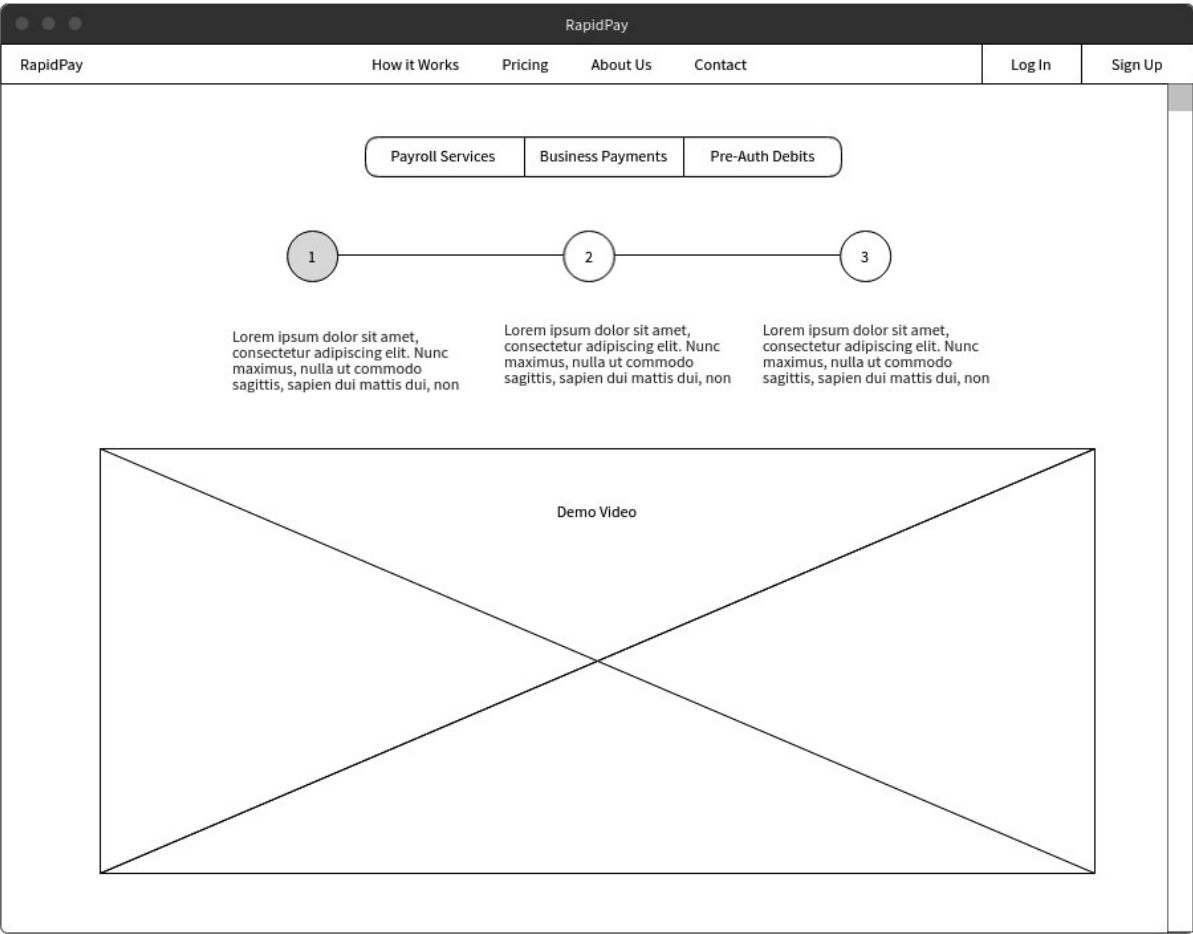 RapidPay
RapidPay
How it Works
Pricing
About Us
Contact
Log In
Sign Up
Payroll Services
Business Payments
Pre-Auth Debits
1
2
3
Lorem ipsum dolor sit amet,
consectetur adipiscing elit. Nunc
maximus, nulla ut commodo
sagittis, sapien dui mattis dui, non
Lorem ipsum dolor sit amet,
consectetur adipiscing elit. Nunc
maximus, nulla ut commodo
sagittis, sapien dui mattis dui, non
Lorem ipsum dolor sit amet,
consectetur adipiscing elit. Nunc
maximus, nulla ut commodo
sagittis, sapien dui mattis dui, non
Demo Video